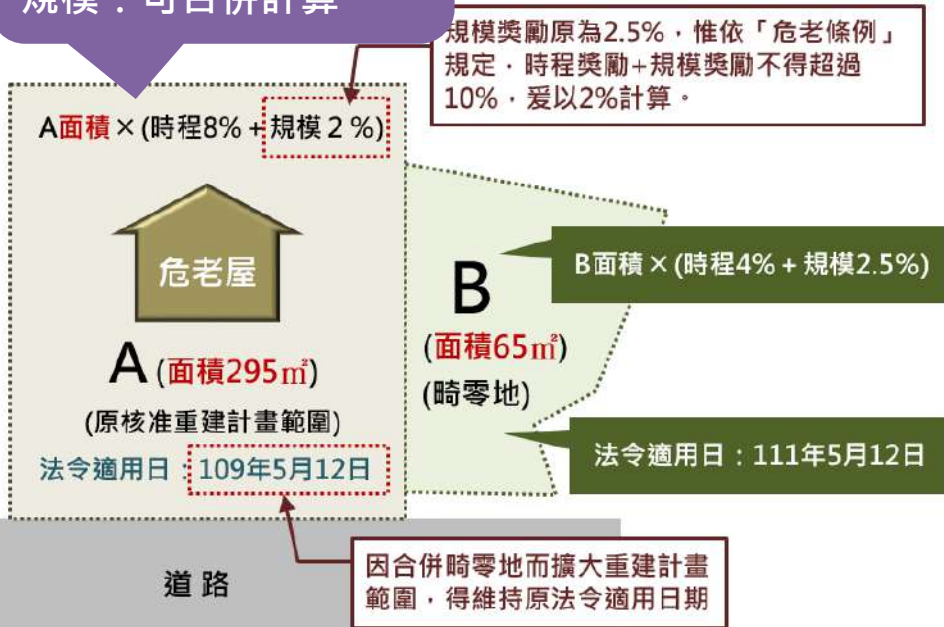 規模：可合併計算
規模獎勵原為2.5%，惟依「危老條例」
規定，時程獎勵+規模獎勵不得超過
10%，爰以2%計算。
A面積×(時程8%+規模2%)
危老屋
A(面積295㎡)
(原核准重建計畫範圍)
法令適用日：109年5月12日
B
(面積65㎡)
(畸零地)
B面積×(時程4%+規模2.5%)
法令適用日：111年5月12日
因合併畸零地而擴大重建計畫
範圍，得維持原法令適用日期
道路